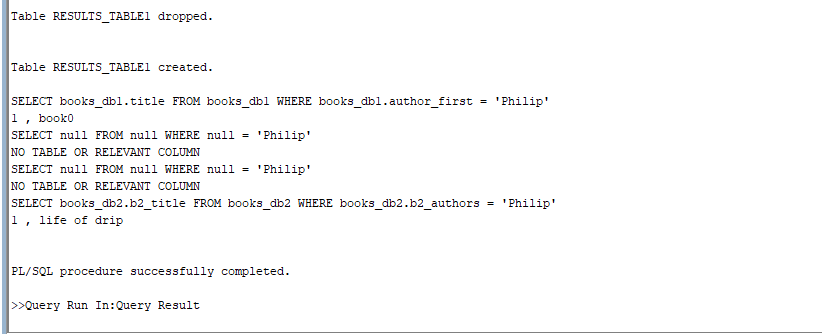 Table RESULTS_TABLE1 dropped.
Table RESULTS_TABLE1 created.
SELECT books_db1.title FROM books_db1 WHERE books_db1.author_first = 'Philip'
1 , book0
SELECT null FROM null WHERE null = 'Philip'
NO TABLE OR RELEVANT COLUMN
SELECT null FROM null WHERE null = 'Philip'
NO TABLE OR RELEVANT COLUMN
SELECT books_db2.b2_title FROM books_db2 WHERE books_db2.b2_authors = 'Philip'
1 , life of drip
PL/SQL procedure successfully completed.
>>Query Run In:Query Result